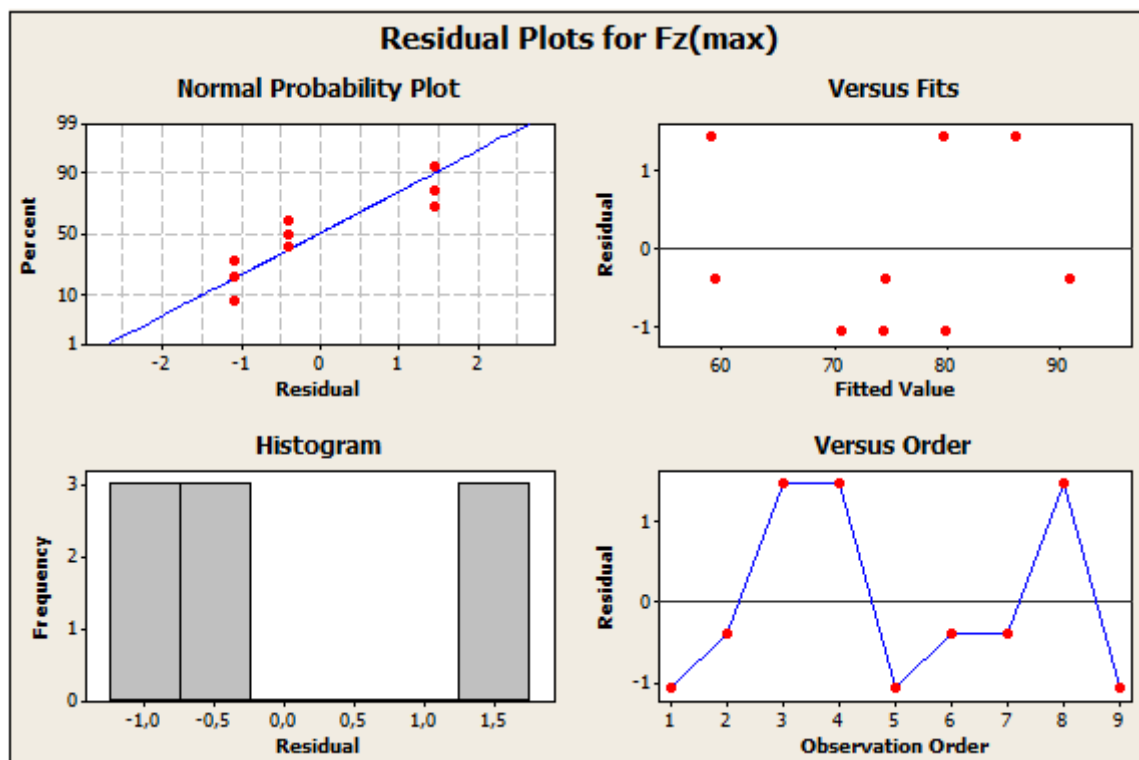 Residual Plots for Fz(max)
Normal Probability Plot
99
90
50
10
1
Percent
-2 -1 0 1 2
Residual
Versus Fits
1
0
-1
Residual
60 70 80 90
Fitted Value
Histogram
3
2
1
0
Frequency
-1,0 -0,5 0,0 0,5 1,0 1,5
Residual
Versus Order
1
0
-1
Residual
1 2 3 4 5 6 7 8 9
Observation Order